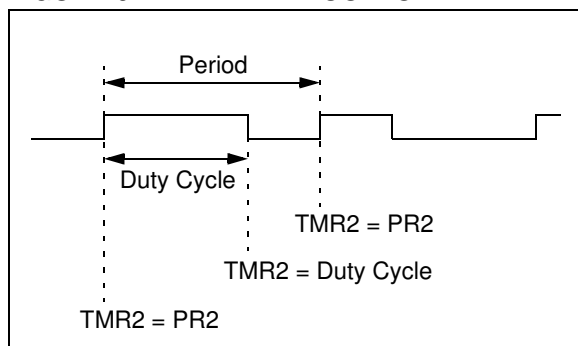 Period
Duty Cycle
TMR2 = PR2
TMR2 = Duty Cycle
TMR2 = PR2